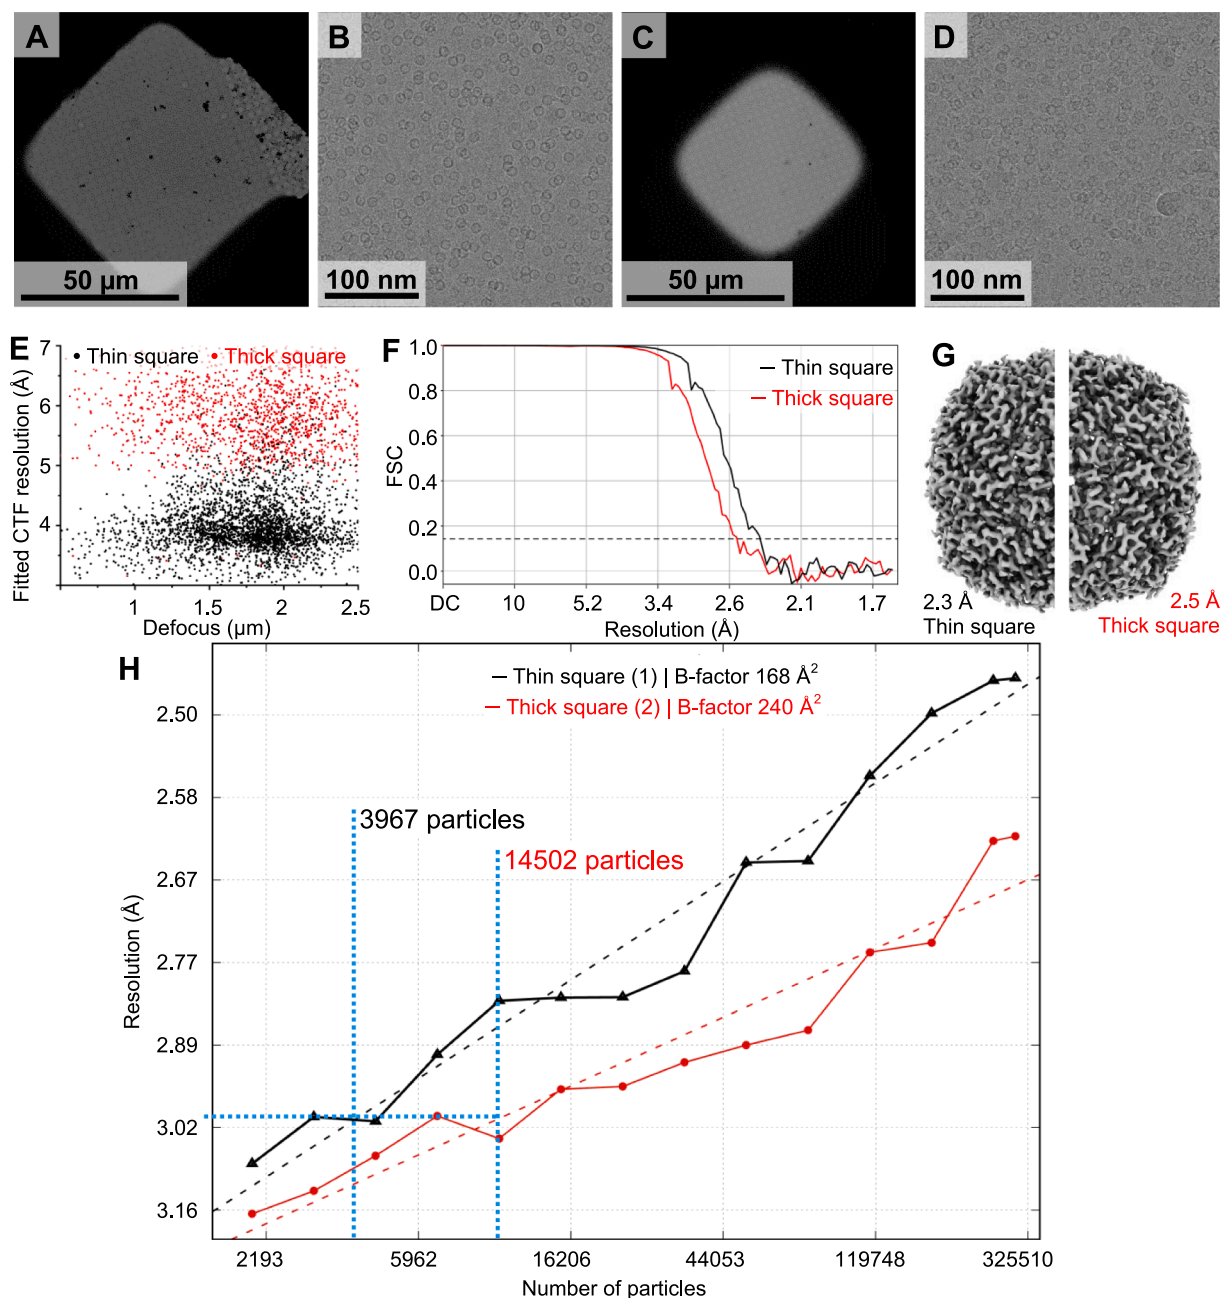 A
B
C
D
50 µm
100 nm
50 µm
100 nm
E
7
6
5
4
Thin square
Thick square
Fitted CTF resolution (Å)
1
1.5
2
2.5
Defocus (µm)
F
1.0
0.8
0.6
0.4
0.2
0.0
FSC
Thin square
Thick square
DC
10
5.2
3.4
2.6
2.1
1.7
Resolution (Å)
G
2.3 Å
Thin square
2.5 Å
Thick square
H
Thin square (1) | B-factor 168 Å²
Thick square (2) | B-factor 240 Å²
3967 particles
14502 particles
2.50
2.58
2.67
2.77
2.89
3.02
3.16
Resolution (Å)
2193
5962
16206
44053
119748
325510
Number of particles